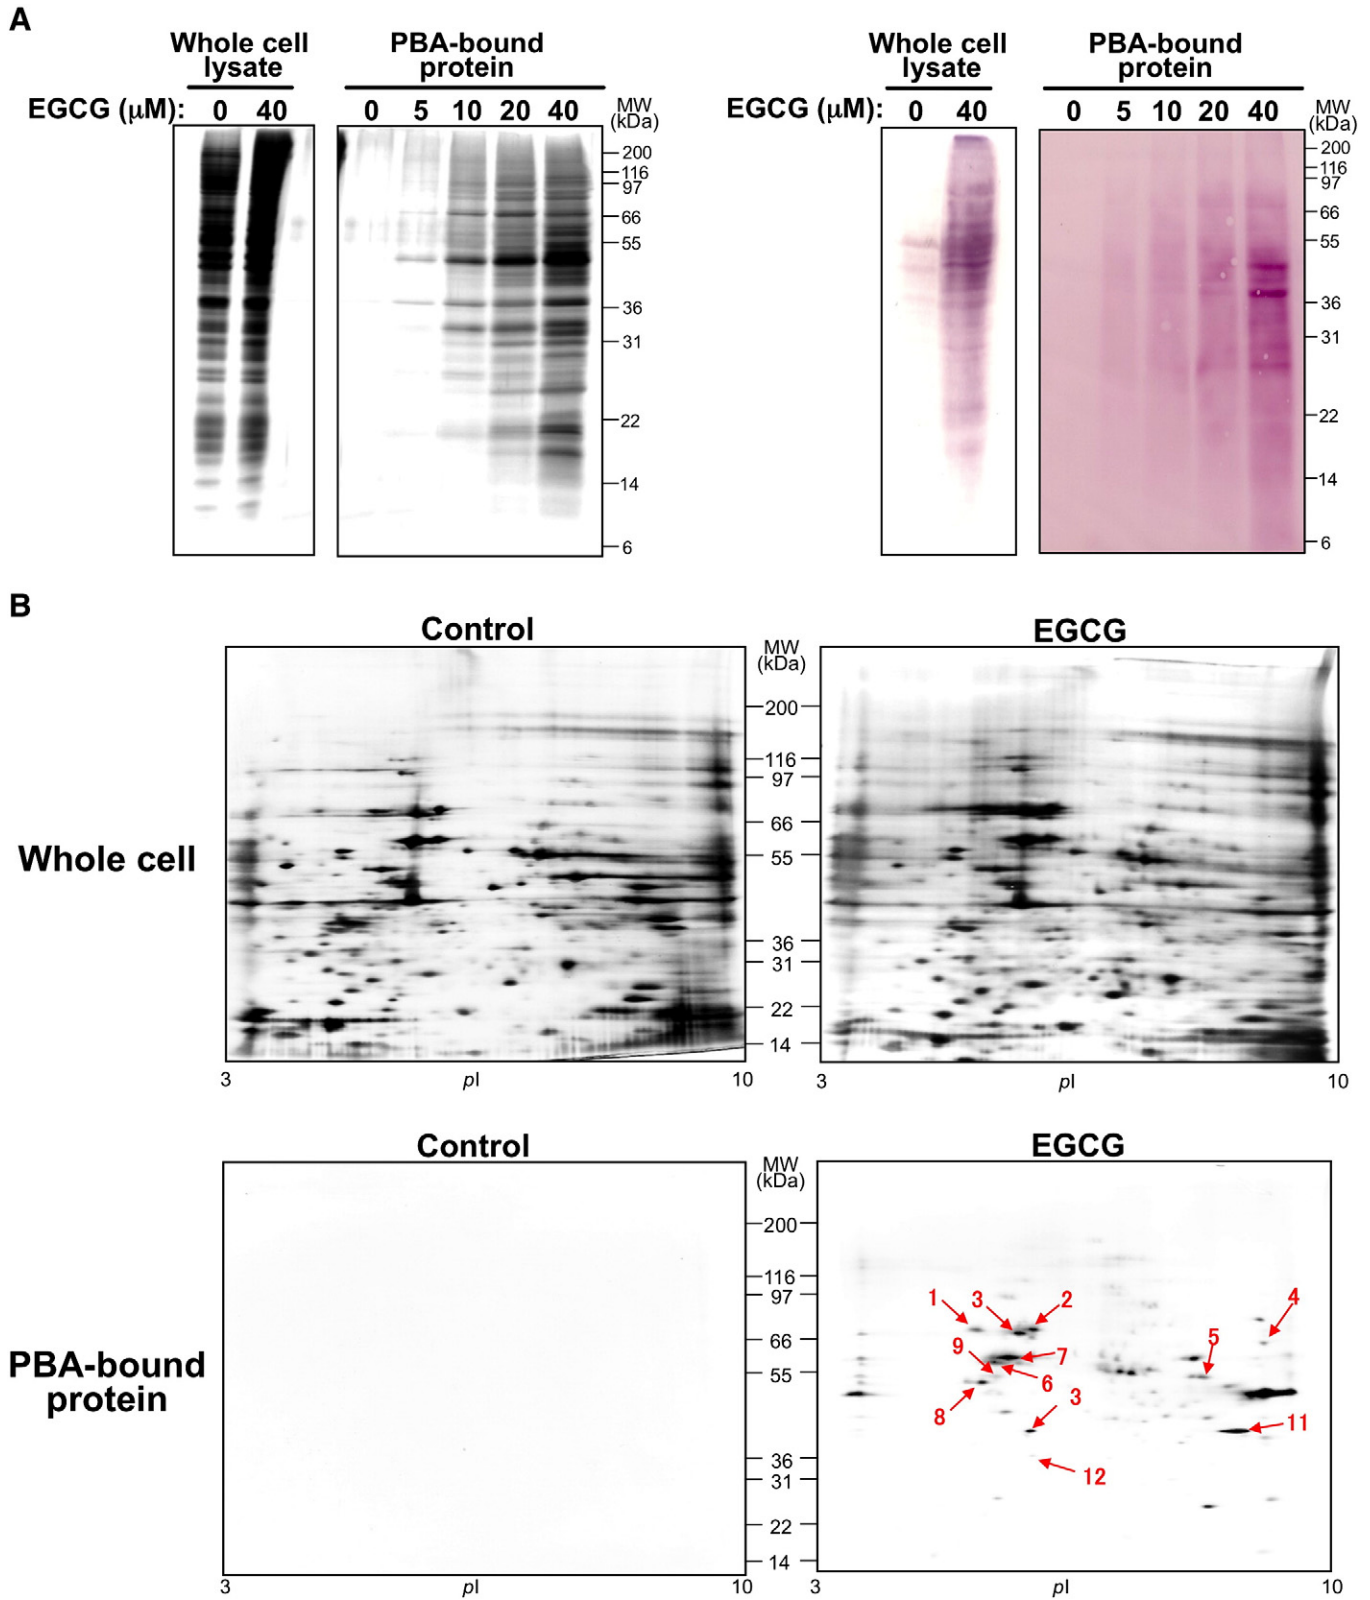 A
Whole cell lysate
PBA-bound protein
EGCG (μM): 0 40 0 5 10 20 40
MW (kDa)
200
116
97
66
55
36
31
22
14
6
Whole cell lysate
PBA-bound protein
EGCG (μM): 0 40 0 5 10 20 40
MW (kDa)
200
116
97
66
55
36
31
22
14
6
B
Whole cell
Control
MW (kDa)
EGCG
200
116
97
66
55
36
31
22
14
3 pI 10
3 pI 10
PBA-bound protein
Control
MW (kDa)
EGCG
200
116
97
66
55
36
31
22
14
1
3
2
4
5
9
7
6
8
3
11
12
3 pI 10
3 pI 10